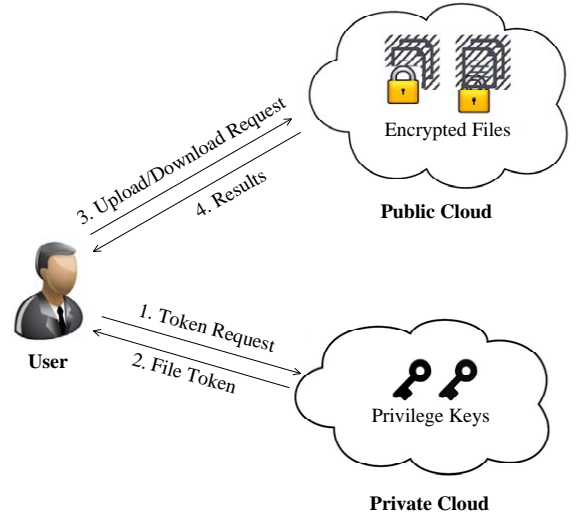 Encrypted Files
Public Cloud
3. Upload/Download Request
4. Results
User
1. Token Request
2. File Token
Privilege Keys
Private Cloud